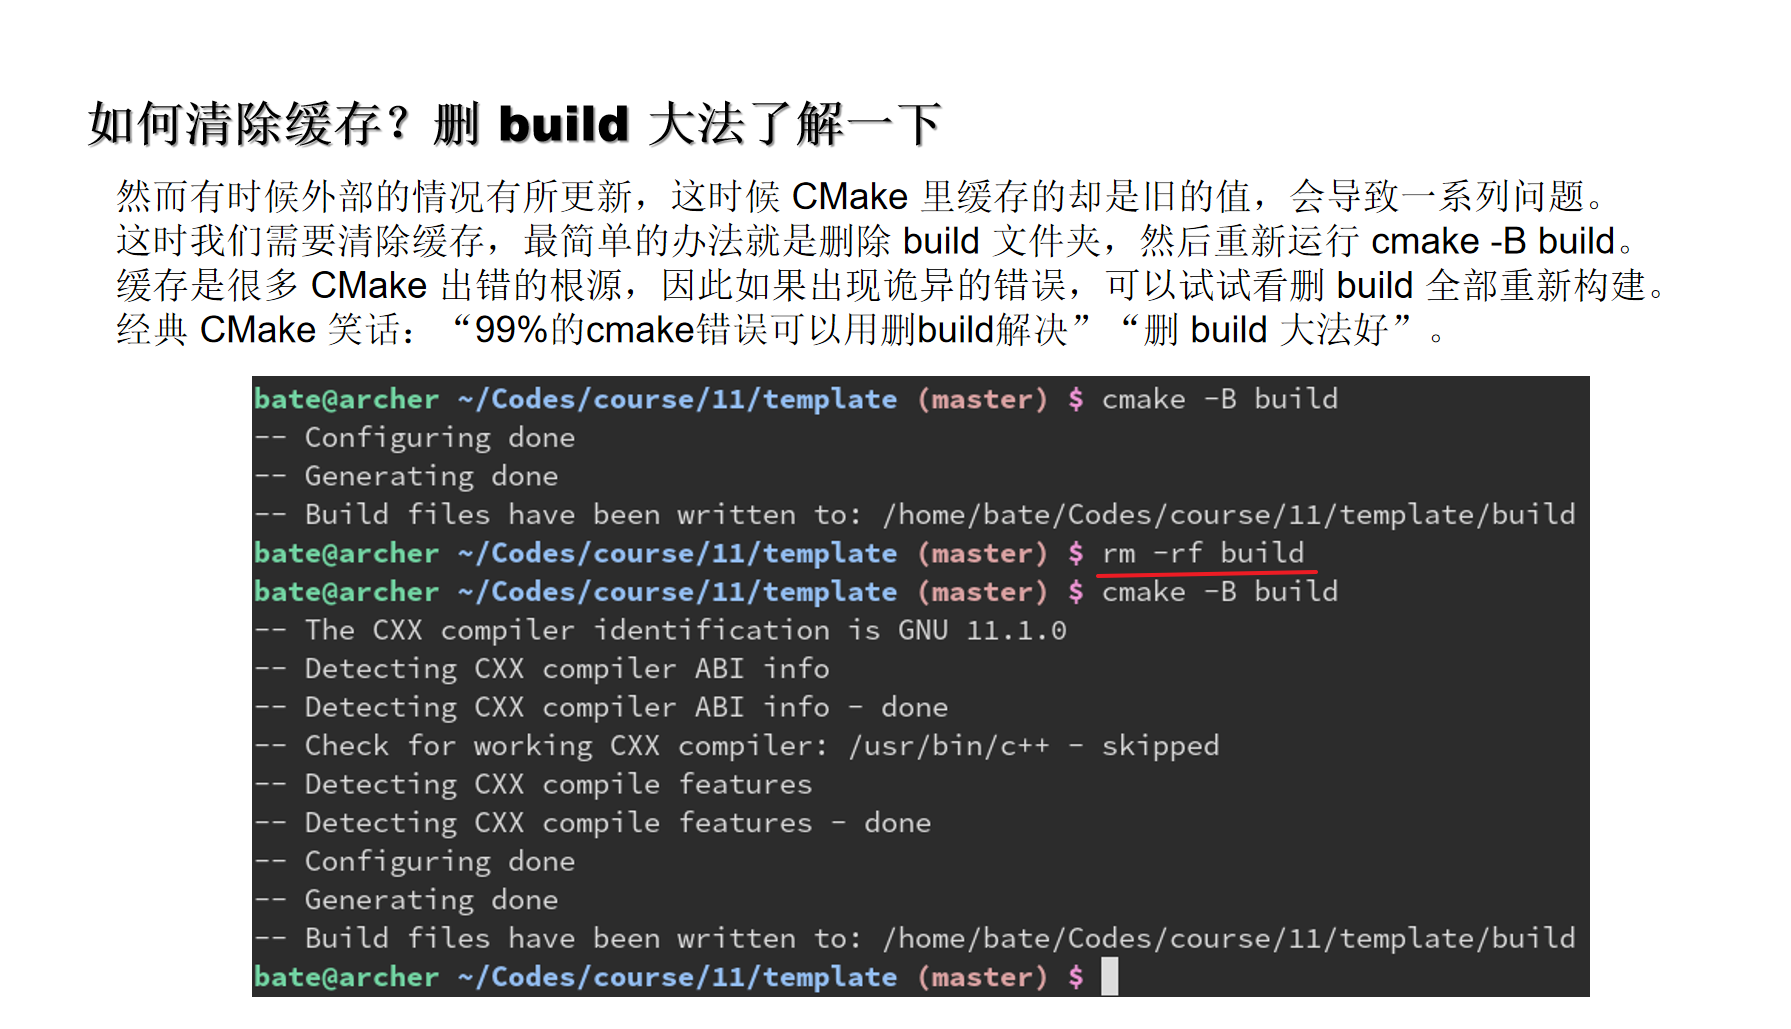 如何清除缓存？删 build 大法了解一下
然而有时候外部的情况有所更新，这时候 CMake 里缓存的却是旧的值，会导致一系列问题。
这时我们需要清除缓存，最简单的办法就是删除 build 文件夹，然后重新运行 cmake -B build。
缓存是很多 CMake 出错的根源，因此如果出现诡异的错误，可以试试看删 build 全部重新构建。
经典 CMake 笑话：“99%的cmake错误可以用删build解决”“删 build 大法好”。
bate@archer ~/Codes/course/11/template (master) $ cmake -B build
-- Configuring done
-- Generating done
-- Build files have been written to: /home/bate/Codes/course/11/template/build
bate@archer ~/Codes/course/11/template (master) $ rm -rf build
bate@archer ~/Codes/course/11/template (master) $ cmake -B build
-- The CXX compiler identification is GNU 11.1.0
-- Detecting CXX compiler ABI info
-- Detecting CXX compiler ABI info - done
-- Check for working CXX compiler: /usr/bin/c++ - skipped
-- Detecting CXX compile features
-- Detecting CXX compile features - done
-- Configuring done
-- Generating done
-- Build files have been written to: /home/bate/Codes/course/11/template/build
bate@archer ~/Codes/course/11/template (master) $